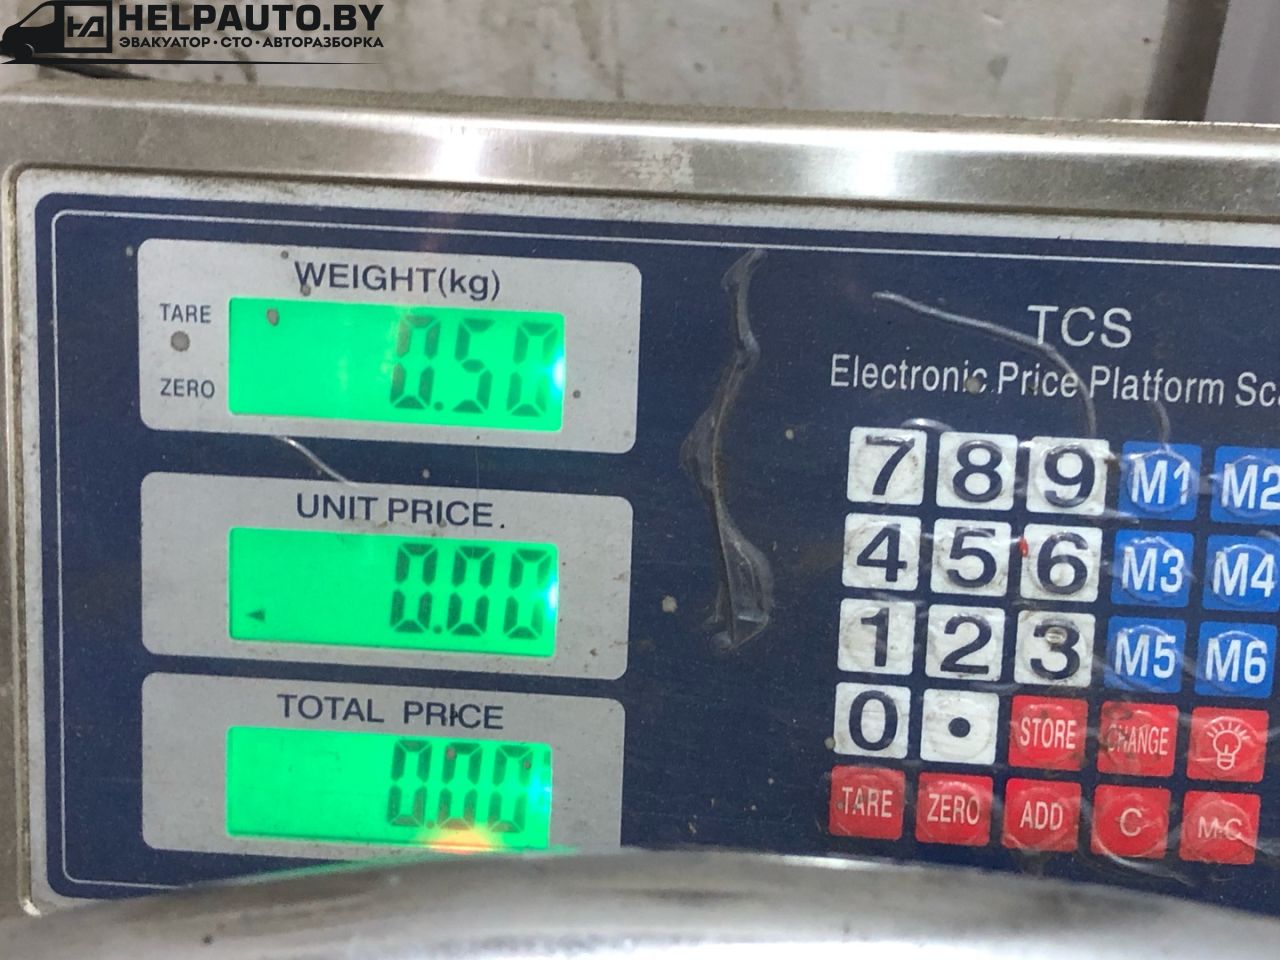 HA HELPAUTO.BY
ЭВАКУАТОР·СТО·АВТОРАЗБОРКА
WEIGHT(kg)
TARE
0.50
ZERO
UNIT PRICE
0.00
TOTAL PRICE
0.00
TCS
Electronic Price Platform Sca
7 8 9 M1 M2
4 5 6 M3 M4
1 2 3 M5 M6
0 • STORE CHANGE
TARE ZERO ADD C M·C